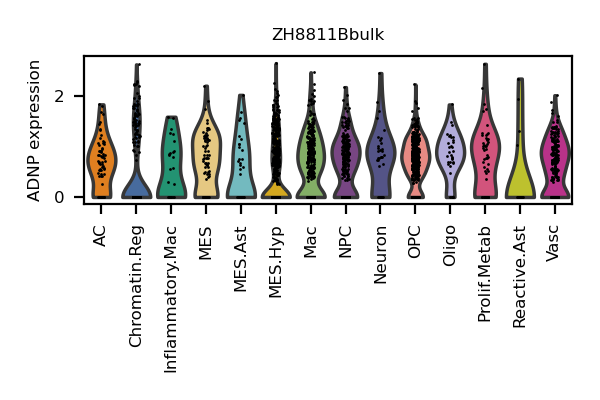 ZH8811Bbulk
ADNP expression
2
0
AC
Chromatin.Reg
Inflammatory.Mac
MES
MES.Ast
MES.Hyp
Mac
NPC
Neuron
OPC
Oligo
Prolif.Metab
Reactive.Ast
Vasc